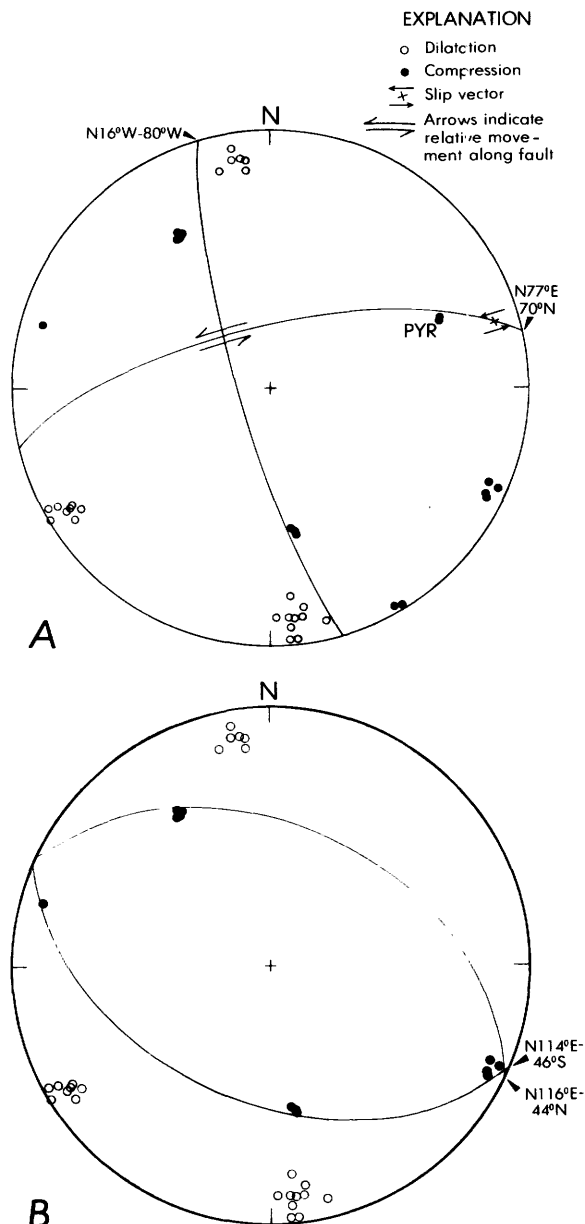 EXPLANATION
Dilatction
Compression
Slip vector
Arrows indicate
relative move-
ment along fault
N
N16°W-80°W
N77°E
70°N
PYR
A
N
N114°E-
46°S
N116°E-
44°N
B